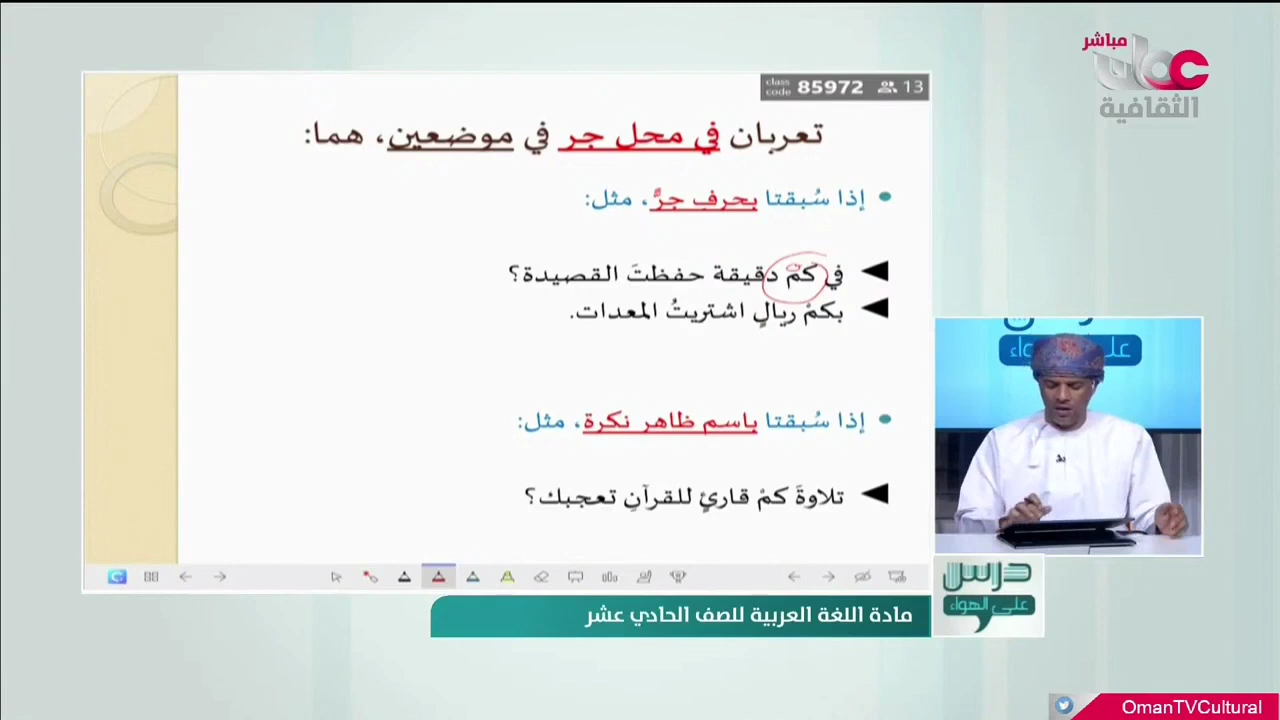 مباشر
عمان
الثقافية
class code 85972 13
تعربان في محل جر في موضعين، هما:
إذا سُبقتا بحرفِ جرٍّ، مثل:
في كمْ دقيقة حفظتَ القصيدة؟
بكمْ ريالٍ اشتريتُ المعدات.
إذا سُبقتا باسم ظاهر نكرة، مثل:
تلاوةَ كمْ قارئٍ للقرآنِ تعجبك؟
درس
على الهواء
مادة اللغة العربية للصف الحادي عشر
OmanTVCultural